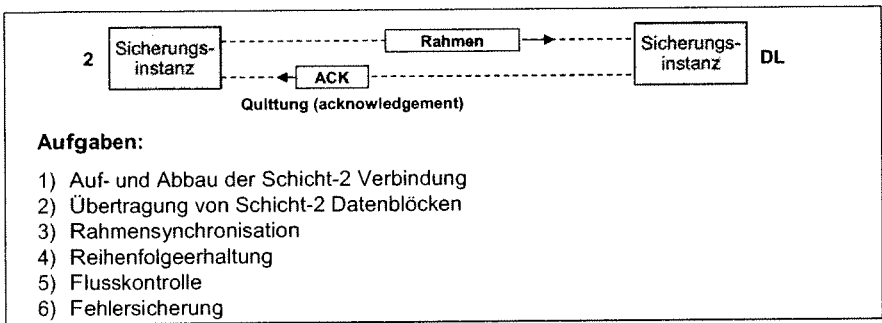 2
Sicherungs-
instanz
Rahmen
Sicherungs-
instanz
DL
ACK
Quittung (acknowledgement)
Aufgaben:
1) Auf- und Abbau der Schicht-2 Verbindung
2) Übertragung von Schicht-2 Datenblöcken
3) Rahmensynchronisation
4) Reihenfolgeerhaltung
5) Flusskontrolle
6) Fehlersicherung